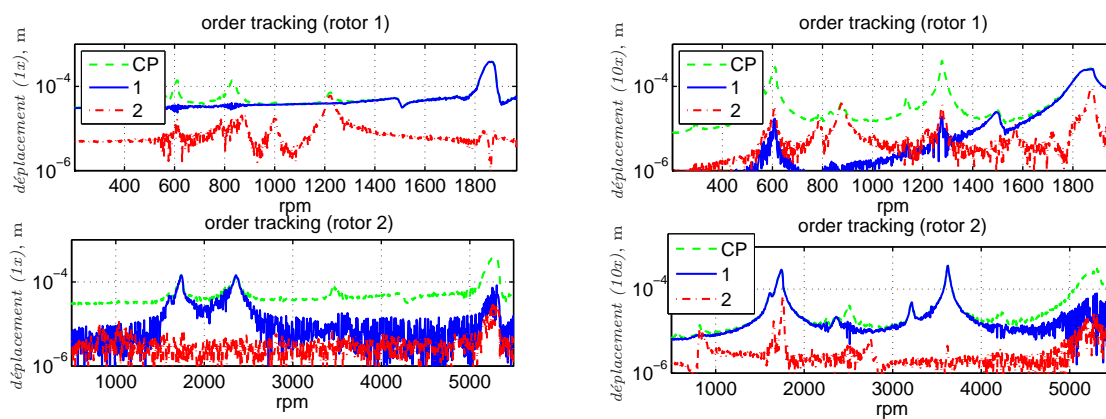 order tracking (rotor 1)
déplacement (1x), m
10⁻⁴
10⁻⁶
CP
1
2
400 600 800 1000 1200 1400 1600 1800
rpm
order tracking (rotor 1)
déplacement (10x), m
10⁻⁴
10⁻⁶
CP
1
2
400 600 800 1000 1200 1400 1600 1800
rpm
order tracking (rotor 2)
déplacement (1x), m
10⁻⁴
10⁻⁶
1000 2000 3000 4000 5000
rpm
order tracking (rotor 2)
déplacement (10x), m
10⁻⁴
10⁻⁶
CP
1
2
1000 2000 3000 4000 5000
rpm